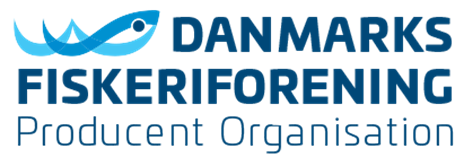 DANMARKS
FISKERIFORENING
Producent Organisation